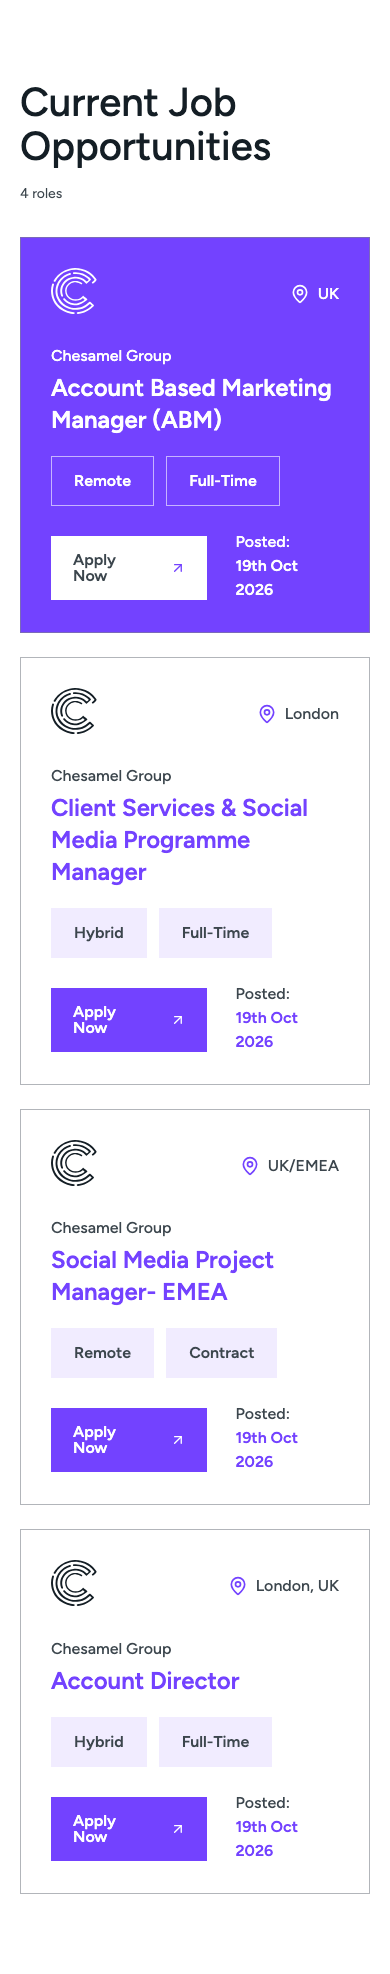 Current Job
Opportunities
4 roles
UK
Chesamel Group
Account Based Marketing
Manager (ABM)
Remote
Full-Time
Apply
Now
Posted:
19th Oct
2026
London
Chesamel Group
Client Services & Social
Media Programme
Manager
Hybrid
Full-Time
Apply
Now
Posted:
19th Oct
2026
UK/EMEA
Chesamel Group
Social Media Project
Manager- EMEA
Remote
Contract
Apply
Now
Posted:
19th Oct
2026
London, UK
Chesamel Group
Account Director
Hybrid
Full-Time
Apply
Now
Posted:
19th Oct
2026